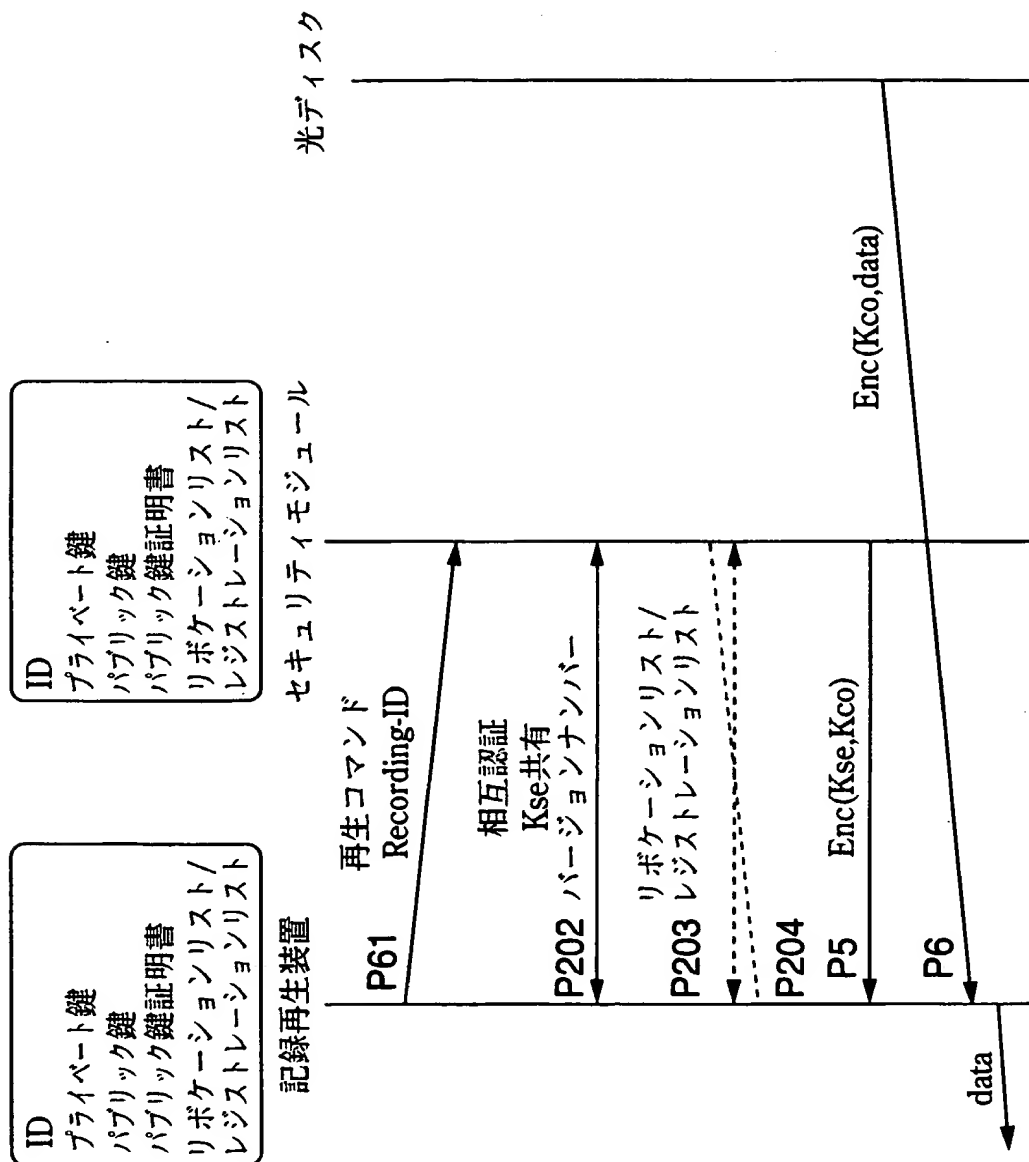 ID
プライベート鍵
パブリック鍵
パブリック鍵証明書
リボケーションリスト/
レジストレーションリスト
記録再生装置
ID
プライベート鍵
パブリック鍵
パブリック鍵証明書
リボケーションリスト/
レジストレーションリスト
セキュリティモジュール
光ディスク
P61
再生コマンド
Recording-ID
相互認証
Kse共有
P202
バージョンナンバー
リボケーションリスト/
P203
レジストレーションリスト
P204
P5
Enc(Kse,Kco)
P6
Enc(Kco,data)
data